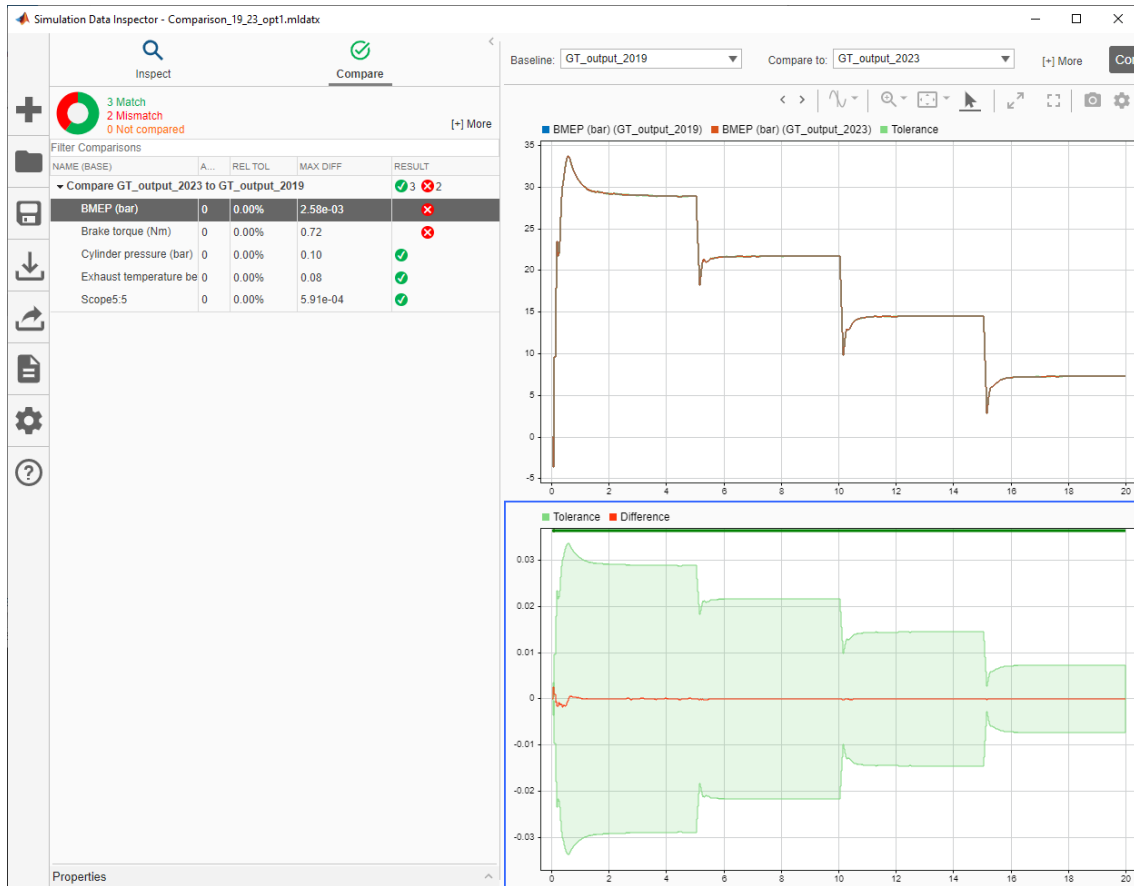 Simulation Data Inspector - Comparison_19_23_opt1.mldatx
Inspect
Compare
3 Match
2 Mismatch
0 Not compared
[+] More
Filter Comparisons
NAME (BASE) A... REL TOL MAX DIFF RESULT
Compare GT_output_2023 to GT_output_2019 3 2
BMEP (bar) 0 0.00% 2.58e-03
Brake torque (Nm) 0 0.00% 0.72
Cylinder pressure (bar) 0 0.00% 0.10
Exhaust temperature be 0 0.00% 0.08
Scope5:5 0 0.00% 5.91e-04
Properties
Baseline: GT_output_2019 Compare to: GT_output_2023 [+] More Co
BMEP (bar) (GT_output_2019) BMEP (bar) (GT_output_2023) Tolerance
35
30
25
20
15
10
5
0
-5
0 2 4 6 8 10 12 14 16 18 20
Tolerance Difference
0.03
0.02
0.01
0
-0.01
-0.02
-0.03
0 2 4 6 8 10 12 14 16 18 20